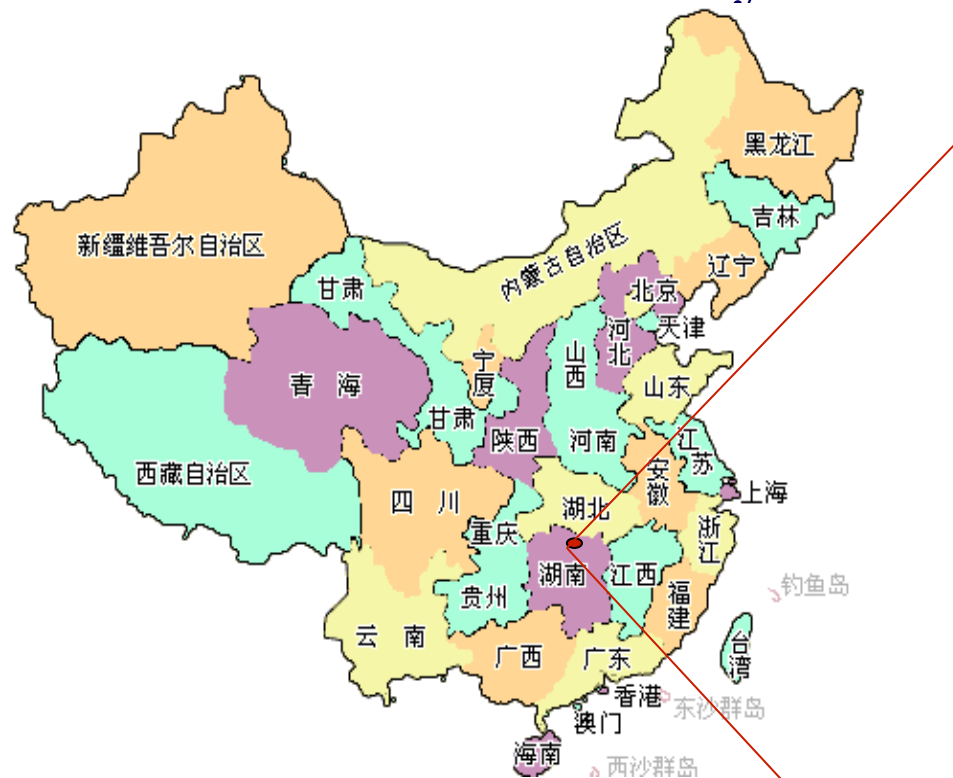 黑龙江
吉林
新疆維吾尔自治区
内蒙古自治区
辽宁
甘肃
北京
天津
河北
山西
宁夏
青 海
山东
甘肃
陕西
河南
江苏
西藏自治区
安徽
四 川
湖北
上海
重庆
浙江
湖南
江西
贵州
福建
钓鱼岛
云 南
广西
广东
台湾
香港
东沙群岛
澳门
海南
西沙群岛